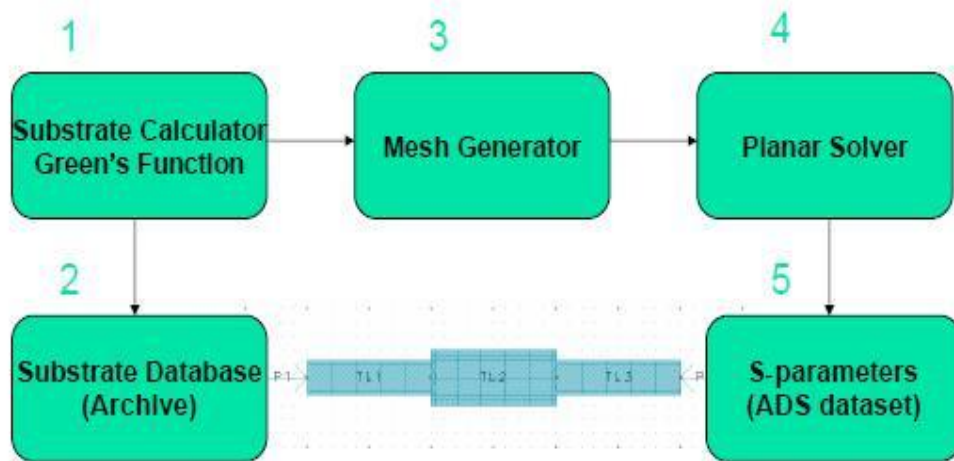 1
3
4
Substrate Calculator
Green's Function
Mesh Generator
Planar Solver
2
5
Substrate Database
(Archive)
P1
TL1
TL2
TL3
P
S-parameters
(ADS dataset)